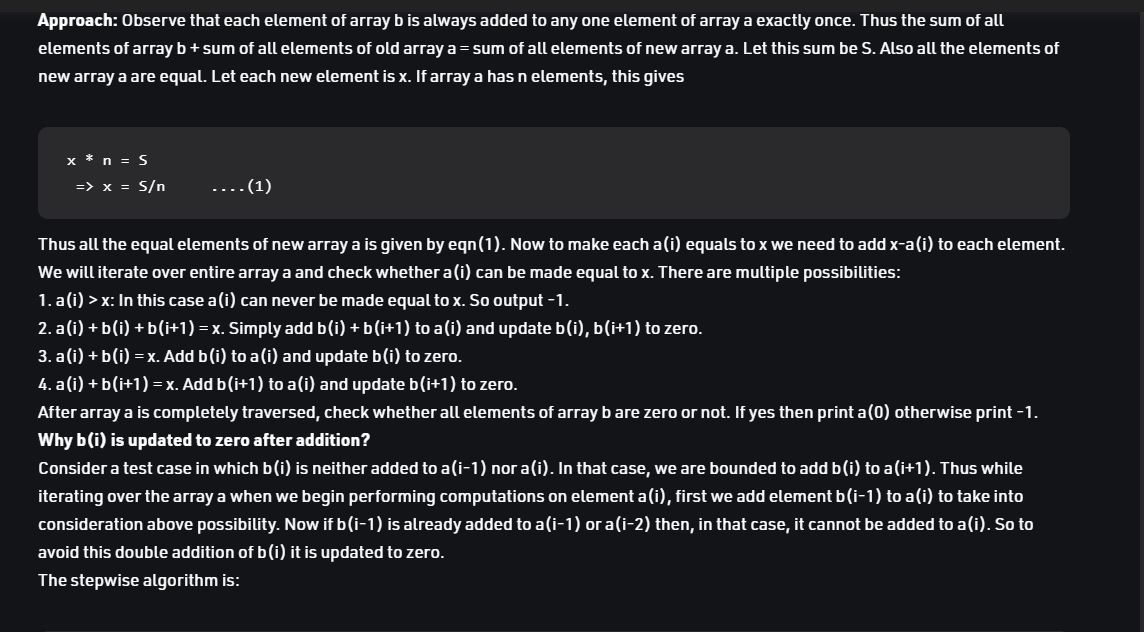 Approach: Observe that each element of array b is always added to any one element of array a exactly once. Thus the sum of all
elements of array b + sum of all elements of old array a = sum of all elements of new array a. Let this sum be S. Also all the elements of
new array a are equal. Let each new element is x. If array a has n elements, this gives
x * n = S
=> x = S/n ....(1)
Thus all the equal elements of new array a is given by eqn(1). Now to make each a(i) equals to x we need to add x-a(i) to each element.
We will iterate over entire array a and check whether a(i) can be made equal to x. There are multiple possibilities:
1. a(i) > x: In this case a(i) can never be made equal to x. So output -1.
2. a(i) + b(i) + b(i+1) = x. Simply add b(i) + b(i+1) to a(i) and update b(i), b(i+1) to zero.
3. a(i) + b(i) = x. Add b(i) to a(i) and update b(i) to zero.
4. a(i) + b(i+1) = x. Add b(i+1) to a(i) and update b(i+1) to zero.
After array a is completely traversed, check whether all elements of array b are zero or not. If yes then print a(0) otherwise print -1.
Why b(i) is updated to zero after addition?
Consider a test case in which b(i) is neither added to a(i-1) nor a(i). In that case, we are bounded to add b(i) to a(i+1). Thus while
iterating over the array a when we begin performing computations on element a(i), first we add element b(i-1) to a(i) to take into
consideration above possibility. Now if b(i-1) is already added to a(i-1) or a(i-2) then, in that case, it cannot be added to a(i). So to
avoid this double addition of b(i) it is updated to zero.
The stepwise algorithm is: